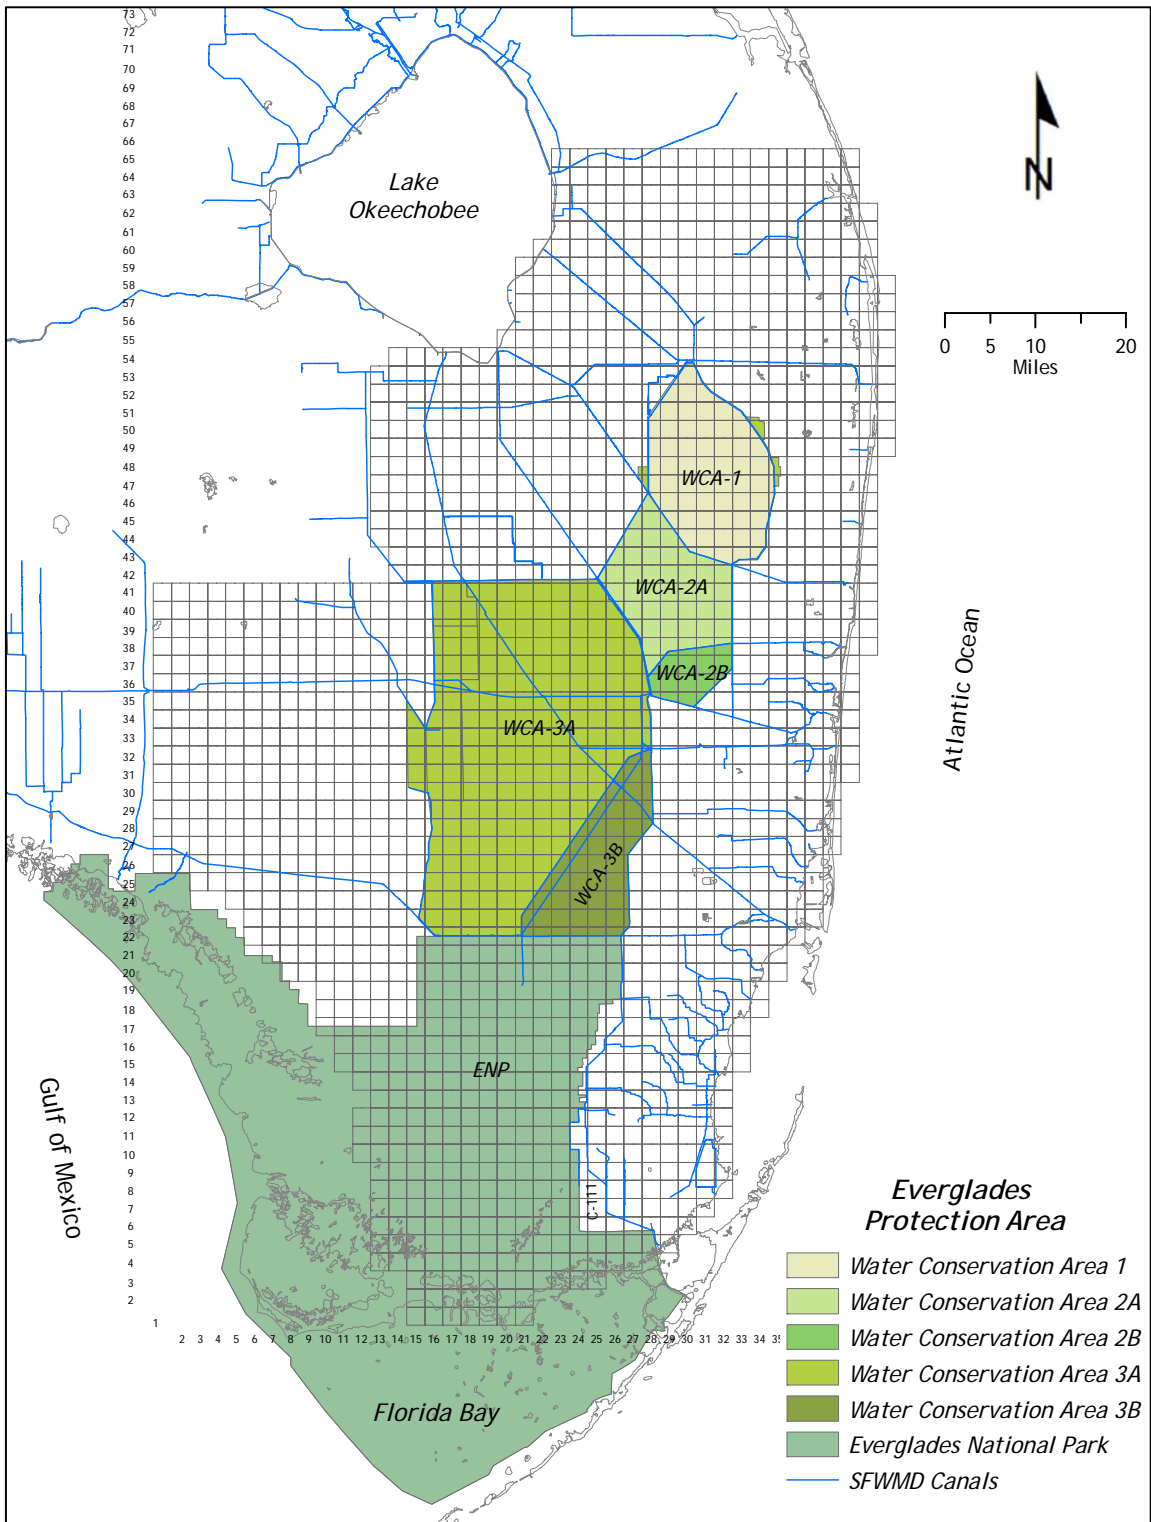 73
72
71
70
69
68
67
66
65
64
63
62
61
60
59
58
57
56
55
54
53
52
51
50
49
48
47
46
45
44
43
42
41
40
39
38
37
36
35
34
33
32
31
30
29
28
27
26
25
24
23
22
21
20
19
18
17
16
15
14
13
12
11
10
9
8
7
6
5
4
3
2
1
2 3 4 5 6 7 8 9 10 11 12 13 14 15 16 17 18 19 20 21 22 23 24 25 26 27 28 29 30 31 32 33 34 35
Lake
Okeechobee
N
0 5 10 20
Miles
WCA-1
WCA-2A
WCA-2B
WCA-3A
WCA-3B
ENP
C-111
Atlantic Ocean
Gulf of Mexico
Florida Bay
Everglades
Protection Area
Water Conservation Area 1
Water Conservation Area 2A
Water Conservation Area 2B
Water Conservation Area 3A
Water Conservation Area 3B
Everglades National Park
SFWMD Canals